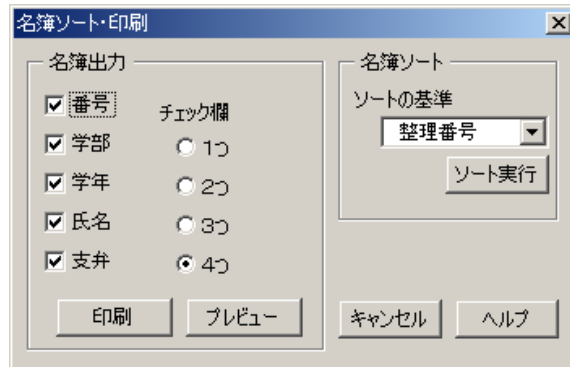 名簿ソート・印刷
名簿出力
番号
チェック欄
学部
1つ
学年
2つ
氏名
3つ
支弁
4つ
印刷
プレビュー
名簿ソート
ソートの基準
整理番号
ソート実行
キャンセル
ヘルプ